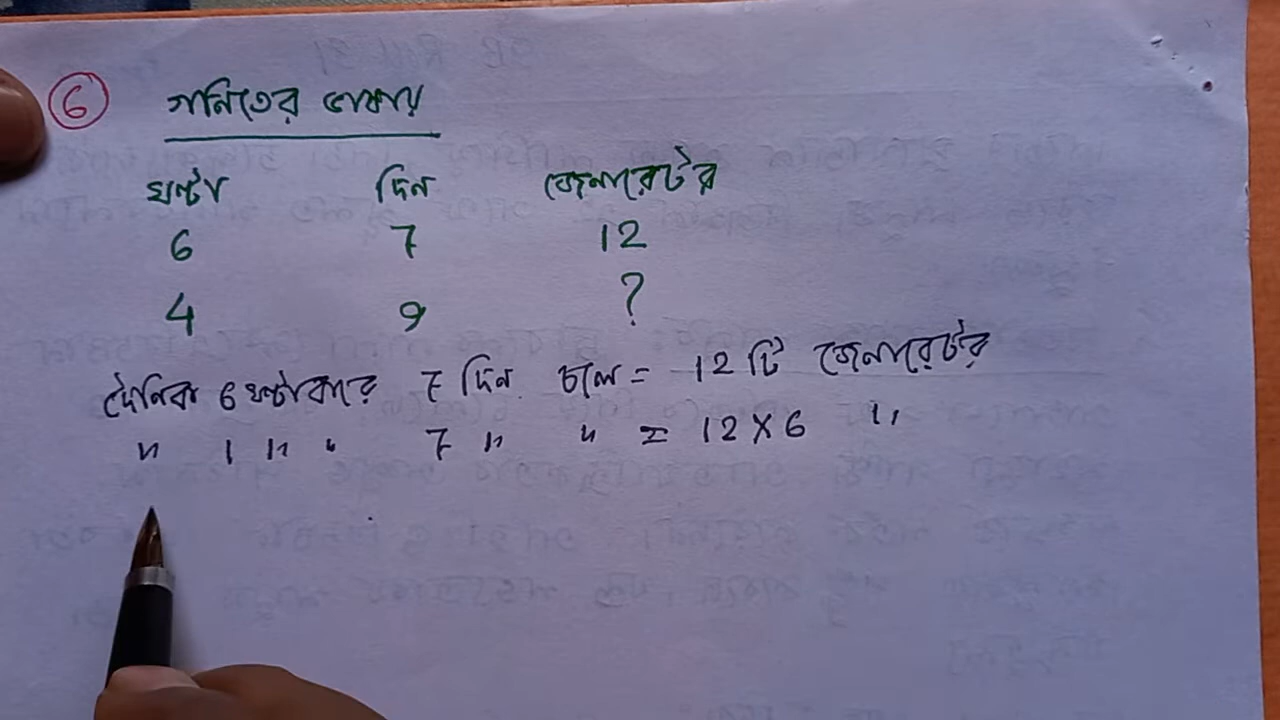 6 গনিতের ভাষায়
ঘন্টা দিন জেনারেটর
6 7 12
4 9 ?
দৈনিক 6 ঘন্টাকরে 7 দিন চলে = 12 টি জেনারেটর
" 1 " " 7 " " = 12 X 6 "